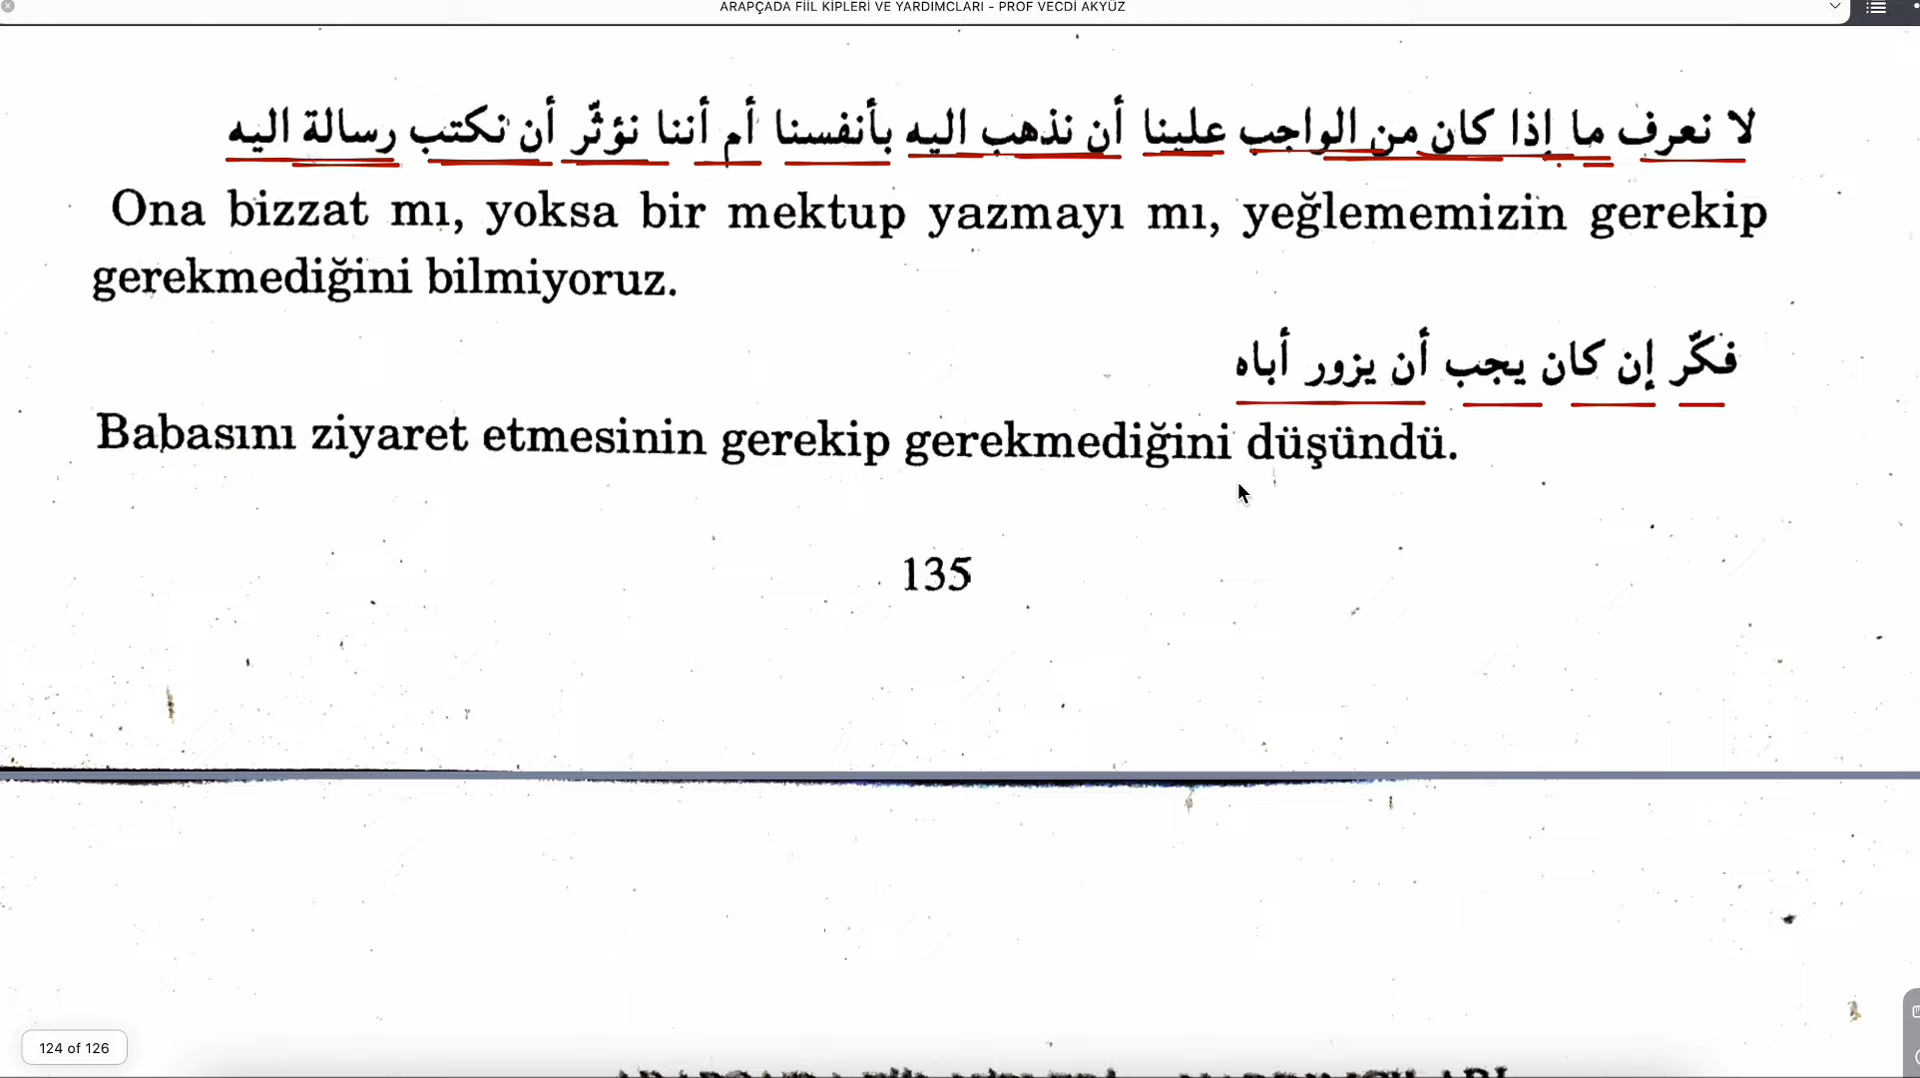 ARAPÇADA FİİL KİPLERİ VE YARDIMCLARI - PROF VECDİ AKYÜZ
لا نعرف ما إذا كان من الواجب علينا أن نذهب اليه بأنفسنا أم أننا نؤثّر أن نكتب رسالة اليه
Ona bizzat mı, yoksa bir mektup yazmayı mı, yeğlememizin gerekip
gerekmediğini bilmiyoruz.
فكّر إن كان يجب أن يزور أباه
Babasını ziyaret etmesinin gerekip gerekmediğini düşündü.
135
124 of 126